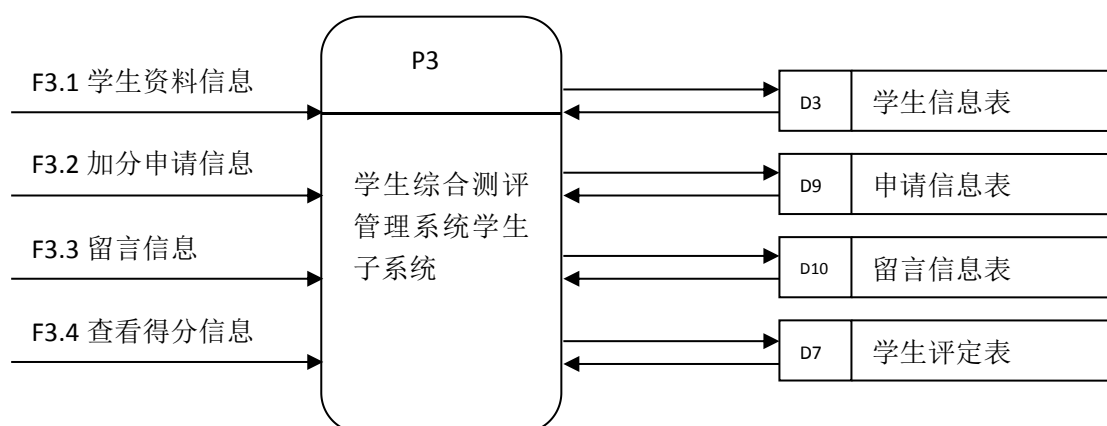 P3
F3.1 学生资料信息
F3.2 加分申请信息
F3.3 留言信息
F3.4 查看得分信息
学生综合测评
管理系统学生
子系统
D3 学生信息表
D9 申请信息表
D10 留言信息表
D7 学生评定表